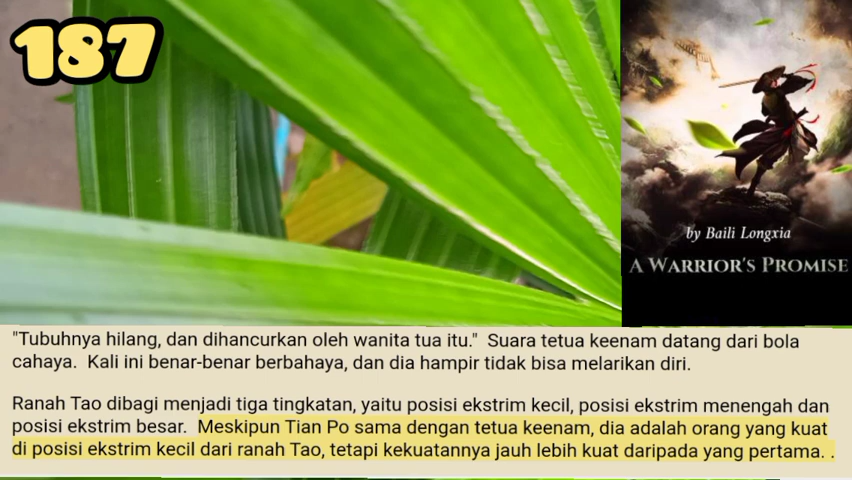 187
by Baili Longxia
A WARRIOR'S PROMISE
"Tubuhnya hilang, dan dihancurkan oleh wanita tua itu."  Suara tetua keenam datang dari bola
cahaya.  Kali ini benar-benar berbahaya, dan dia hampir tidak bisa melarikan diri.
Ranah Tao dibagi menjadi tiga tingkatan, yaitu posisi ekstrim kecil, posisi ekstrim menengah dan
posisi ekstrim besar.  Meskipun Tian Po sama dengan tetua keenam, dia adalah orang yang kuat
di posisi ekstrim kecil dari ranah Tao, tetapi kekuatannya jauh lebih kuat daripada yang pertama. .